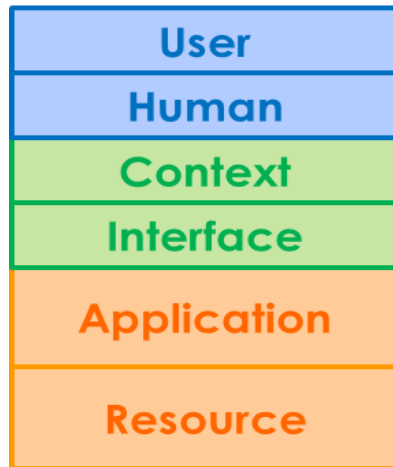 User
Human
Context
Interface
Application
Resource